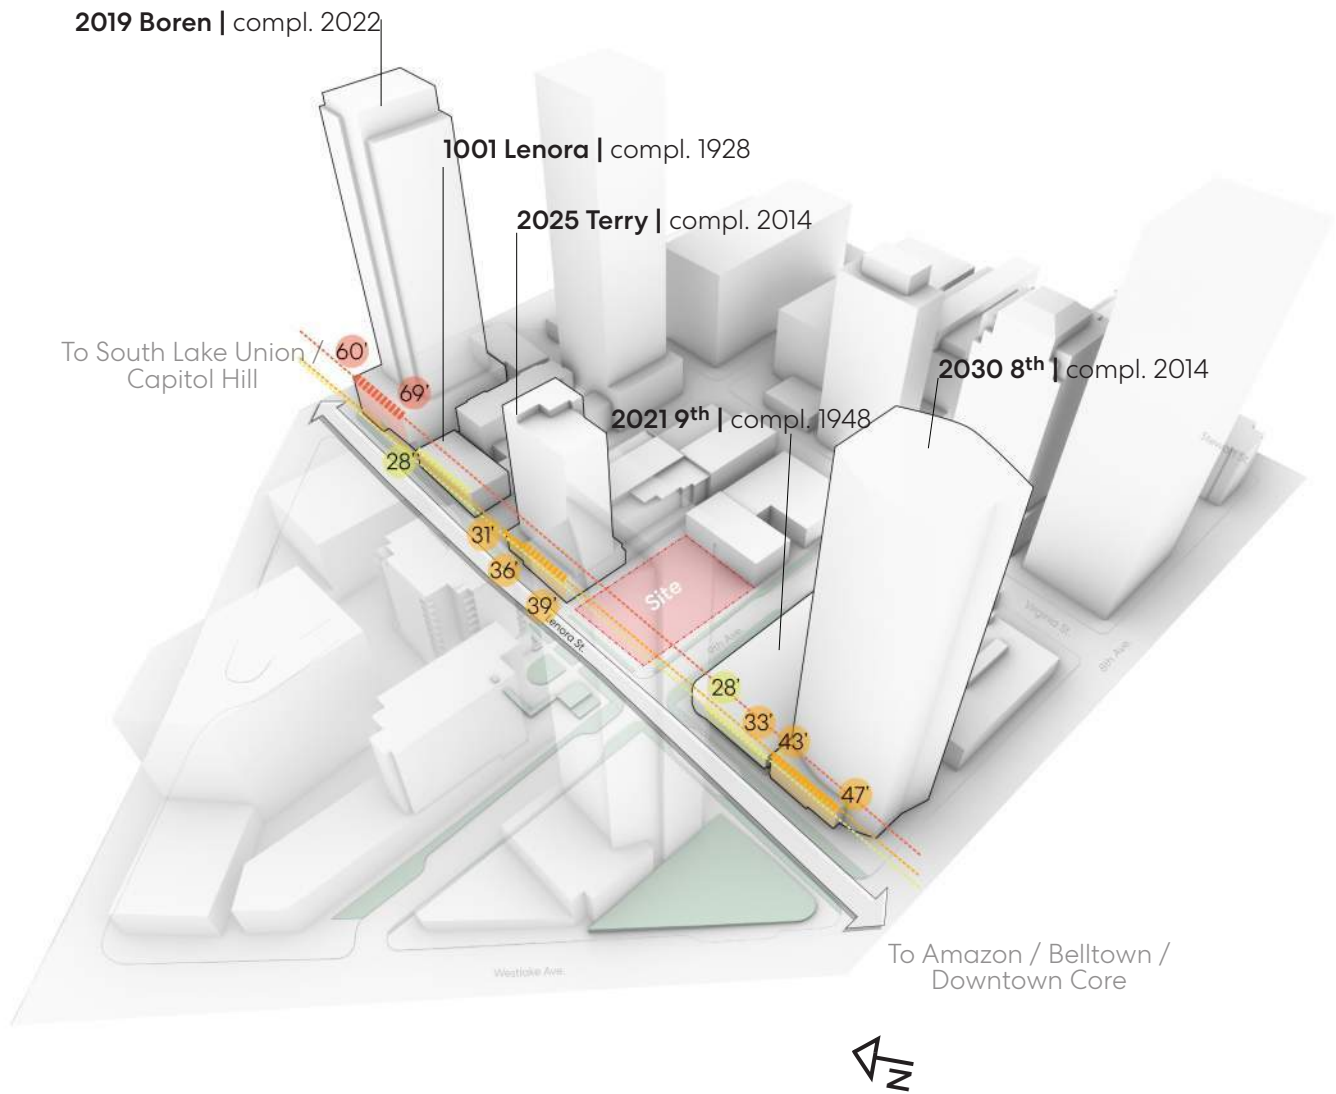 2019 Boren | compl. 2022
1001 Lenora | compl. 1928
2025 Terry | compl. 2014
To South Lake Union /
Capitol Hill
60'
69'
2030 8th | compl. 2014
2021 9th | compl. 1948
28'
31'
36'
39'
Lenora St.
Site
9th Ave.
Virginia St.
8th Ave.
Stewart St.
28'
33'
43'
47'
To Amazon / Belltown /
Downtown Core
Westlake Ave.
N